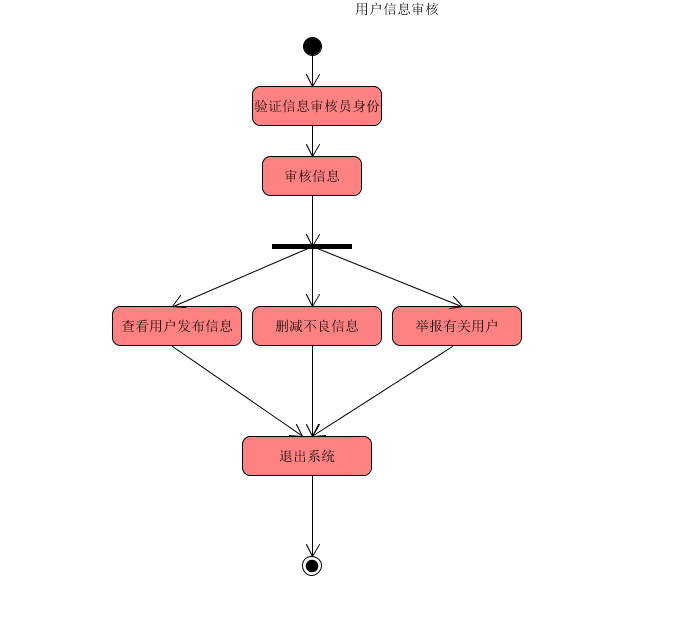 用户信息审核
验证信息审核员身份
审核信息
查看用户发布信息
删减不良信息
举报有关用户
退出系统